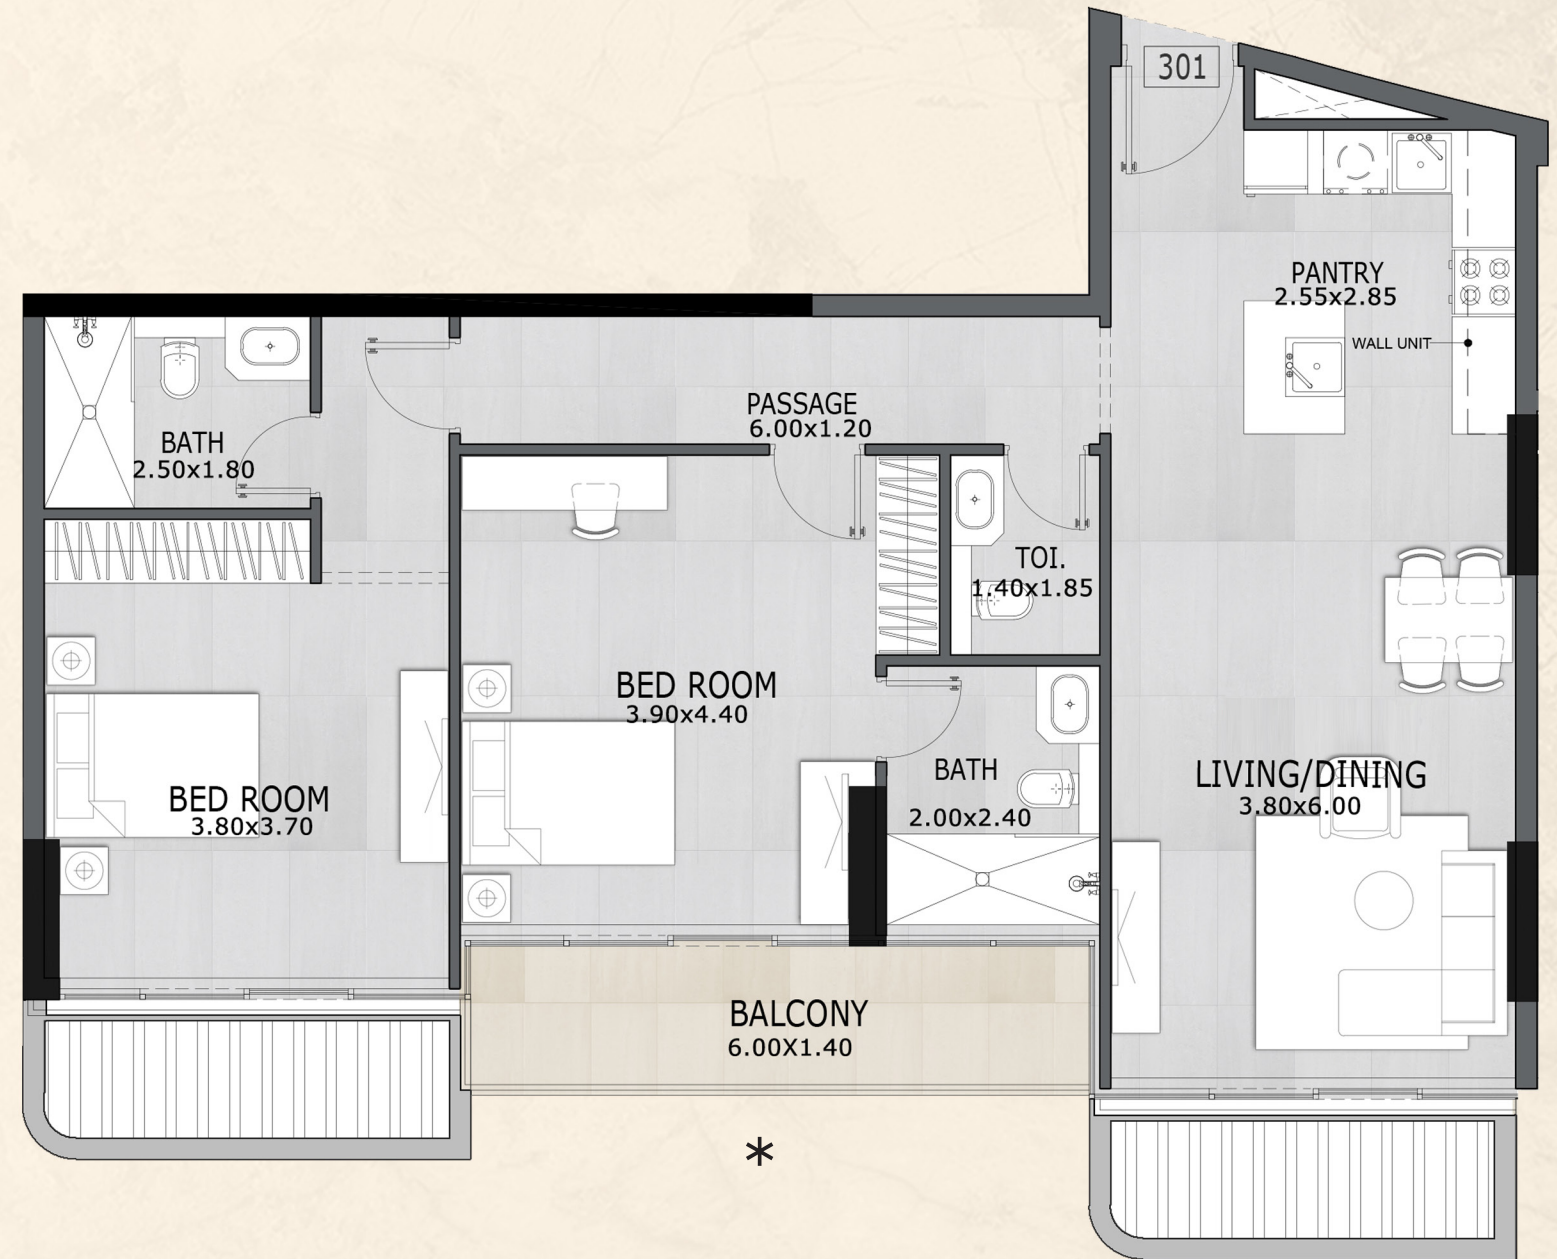 301
PANTRY
2.55x2.85
WALL UNIT
PASSAGE
6.00x1.20
BATH
2.50x1.80
TOI.
1.40x1.85
BED ROOM
3.90x4.40
BED ROOM
3.80x3.70
BATH
2.00x2.40
LIVING/DINING
3.80x6.00
BALCONY
6.00X1.40
*